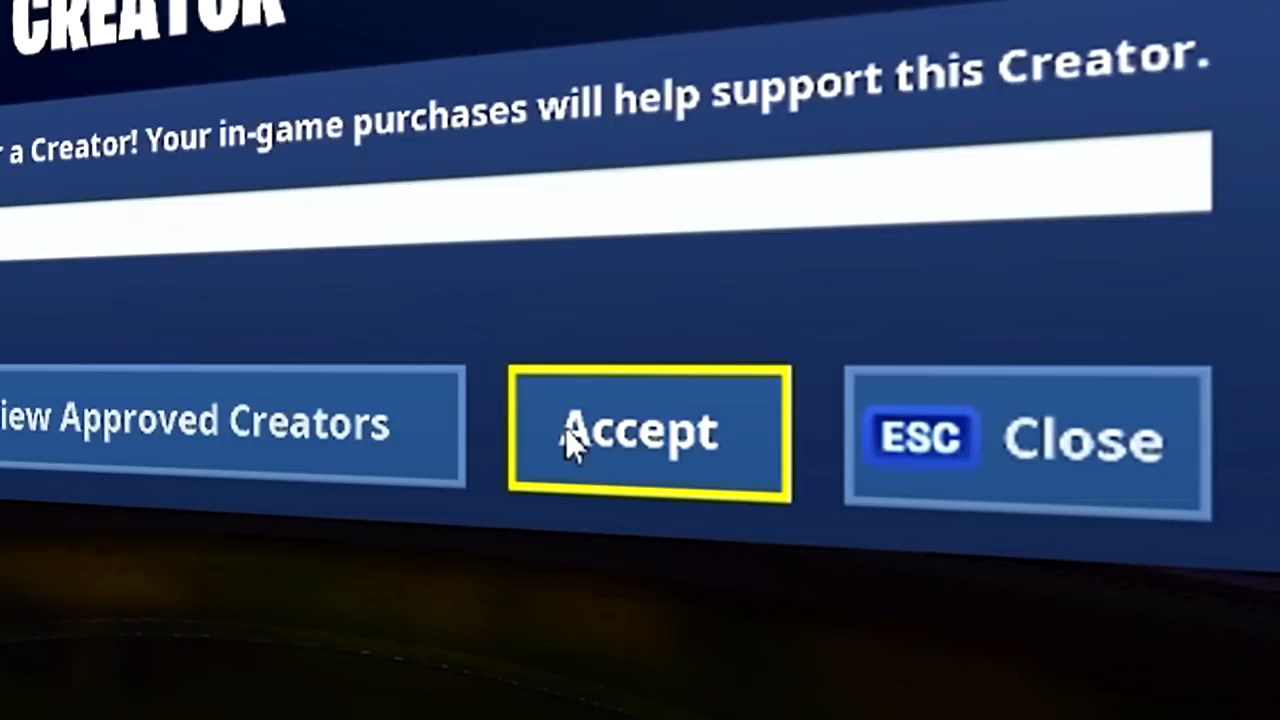 CREATOR
a Creator! Your in-game purchases will help support this Creator.
iew Approved Creators
Accept
ESC Close